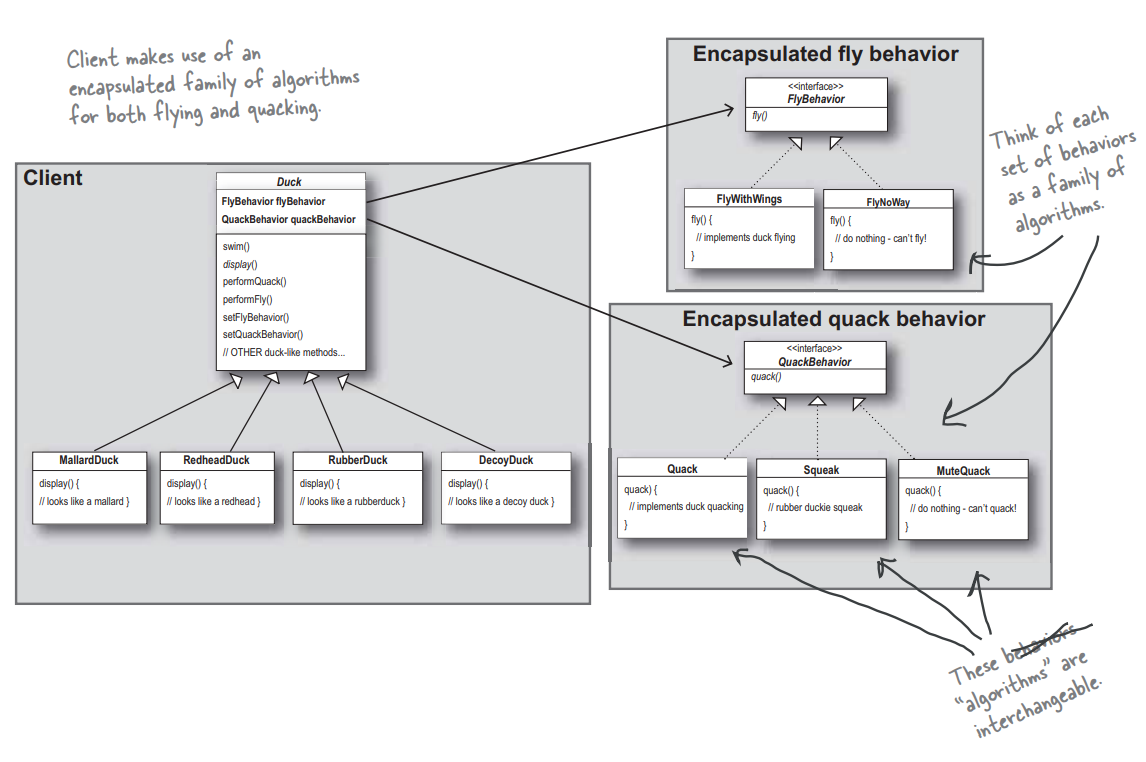 Client makes use of an
encapsulated family of algorithms
for both flying and quacking.
Client
Duck
FlyBehavior flyBehavior
QuackBehavior quackBehavior
swim()
display()
performQuack()
performFly()
setFlyBehavior()
setQuackBehavior()
// OTHER duck-like methods...
MallardDuck
display() {
// looks like a mallard }
RedheadDuck
display() {
// looks like a redhead }
RubberDuck
display() {
// looks like a rubberduck }
DecoyDuck
display() {
// looks like a decoy duck }
Encapsulated fly behavior
<<interface>>
FlyBehavior
fly()
FlyWithWings
fly() {
// implements duck flying
}
FlyNoWay
fly() {
// do nothing - can't fly!
}
Think of each
set of behaviors
as a family of
algorithms.
Encapsulated quack behavior
<<interface>>
QuackBehavior
quack()
Quack
quack) {
// implements duck quacking
}
Squeak
quack() {
// rubber duckie squeak
}
MuteQuack
quack() {
// do nothing - can't quack!
}
These behaviors
“algorithms” are
interchangeable.